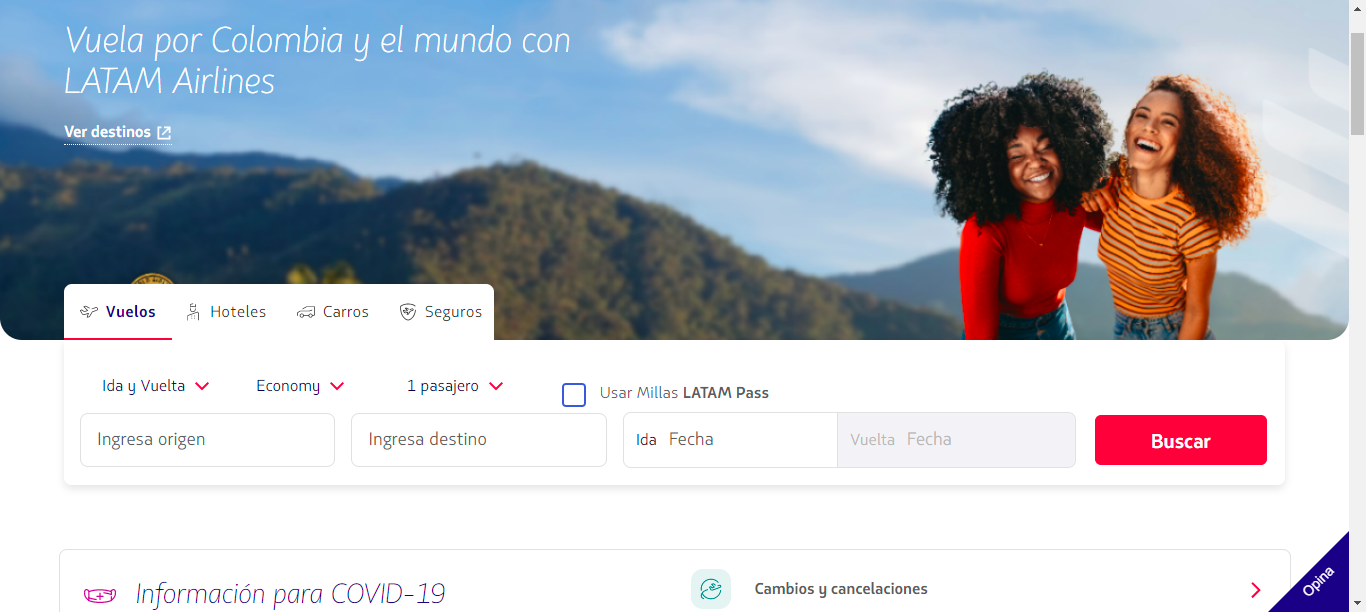 Vuela por Colombia y el mundo con
LATAM Airlines
Ver destinos
Vuelos
Hoteles
Carros
Seguros
Ida y Vuelta
Economy
1 pasajero
Usar Millas LATAM Pass
Ingresa origen
Ingresa destino
Ida Fecha
Vuelta Fecha
Buscar
Información para COVID-19
Cambios y cancelaciones
Opina